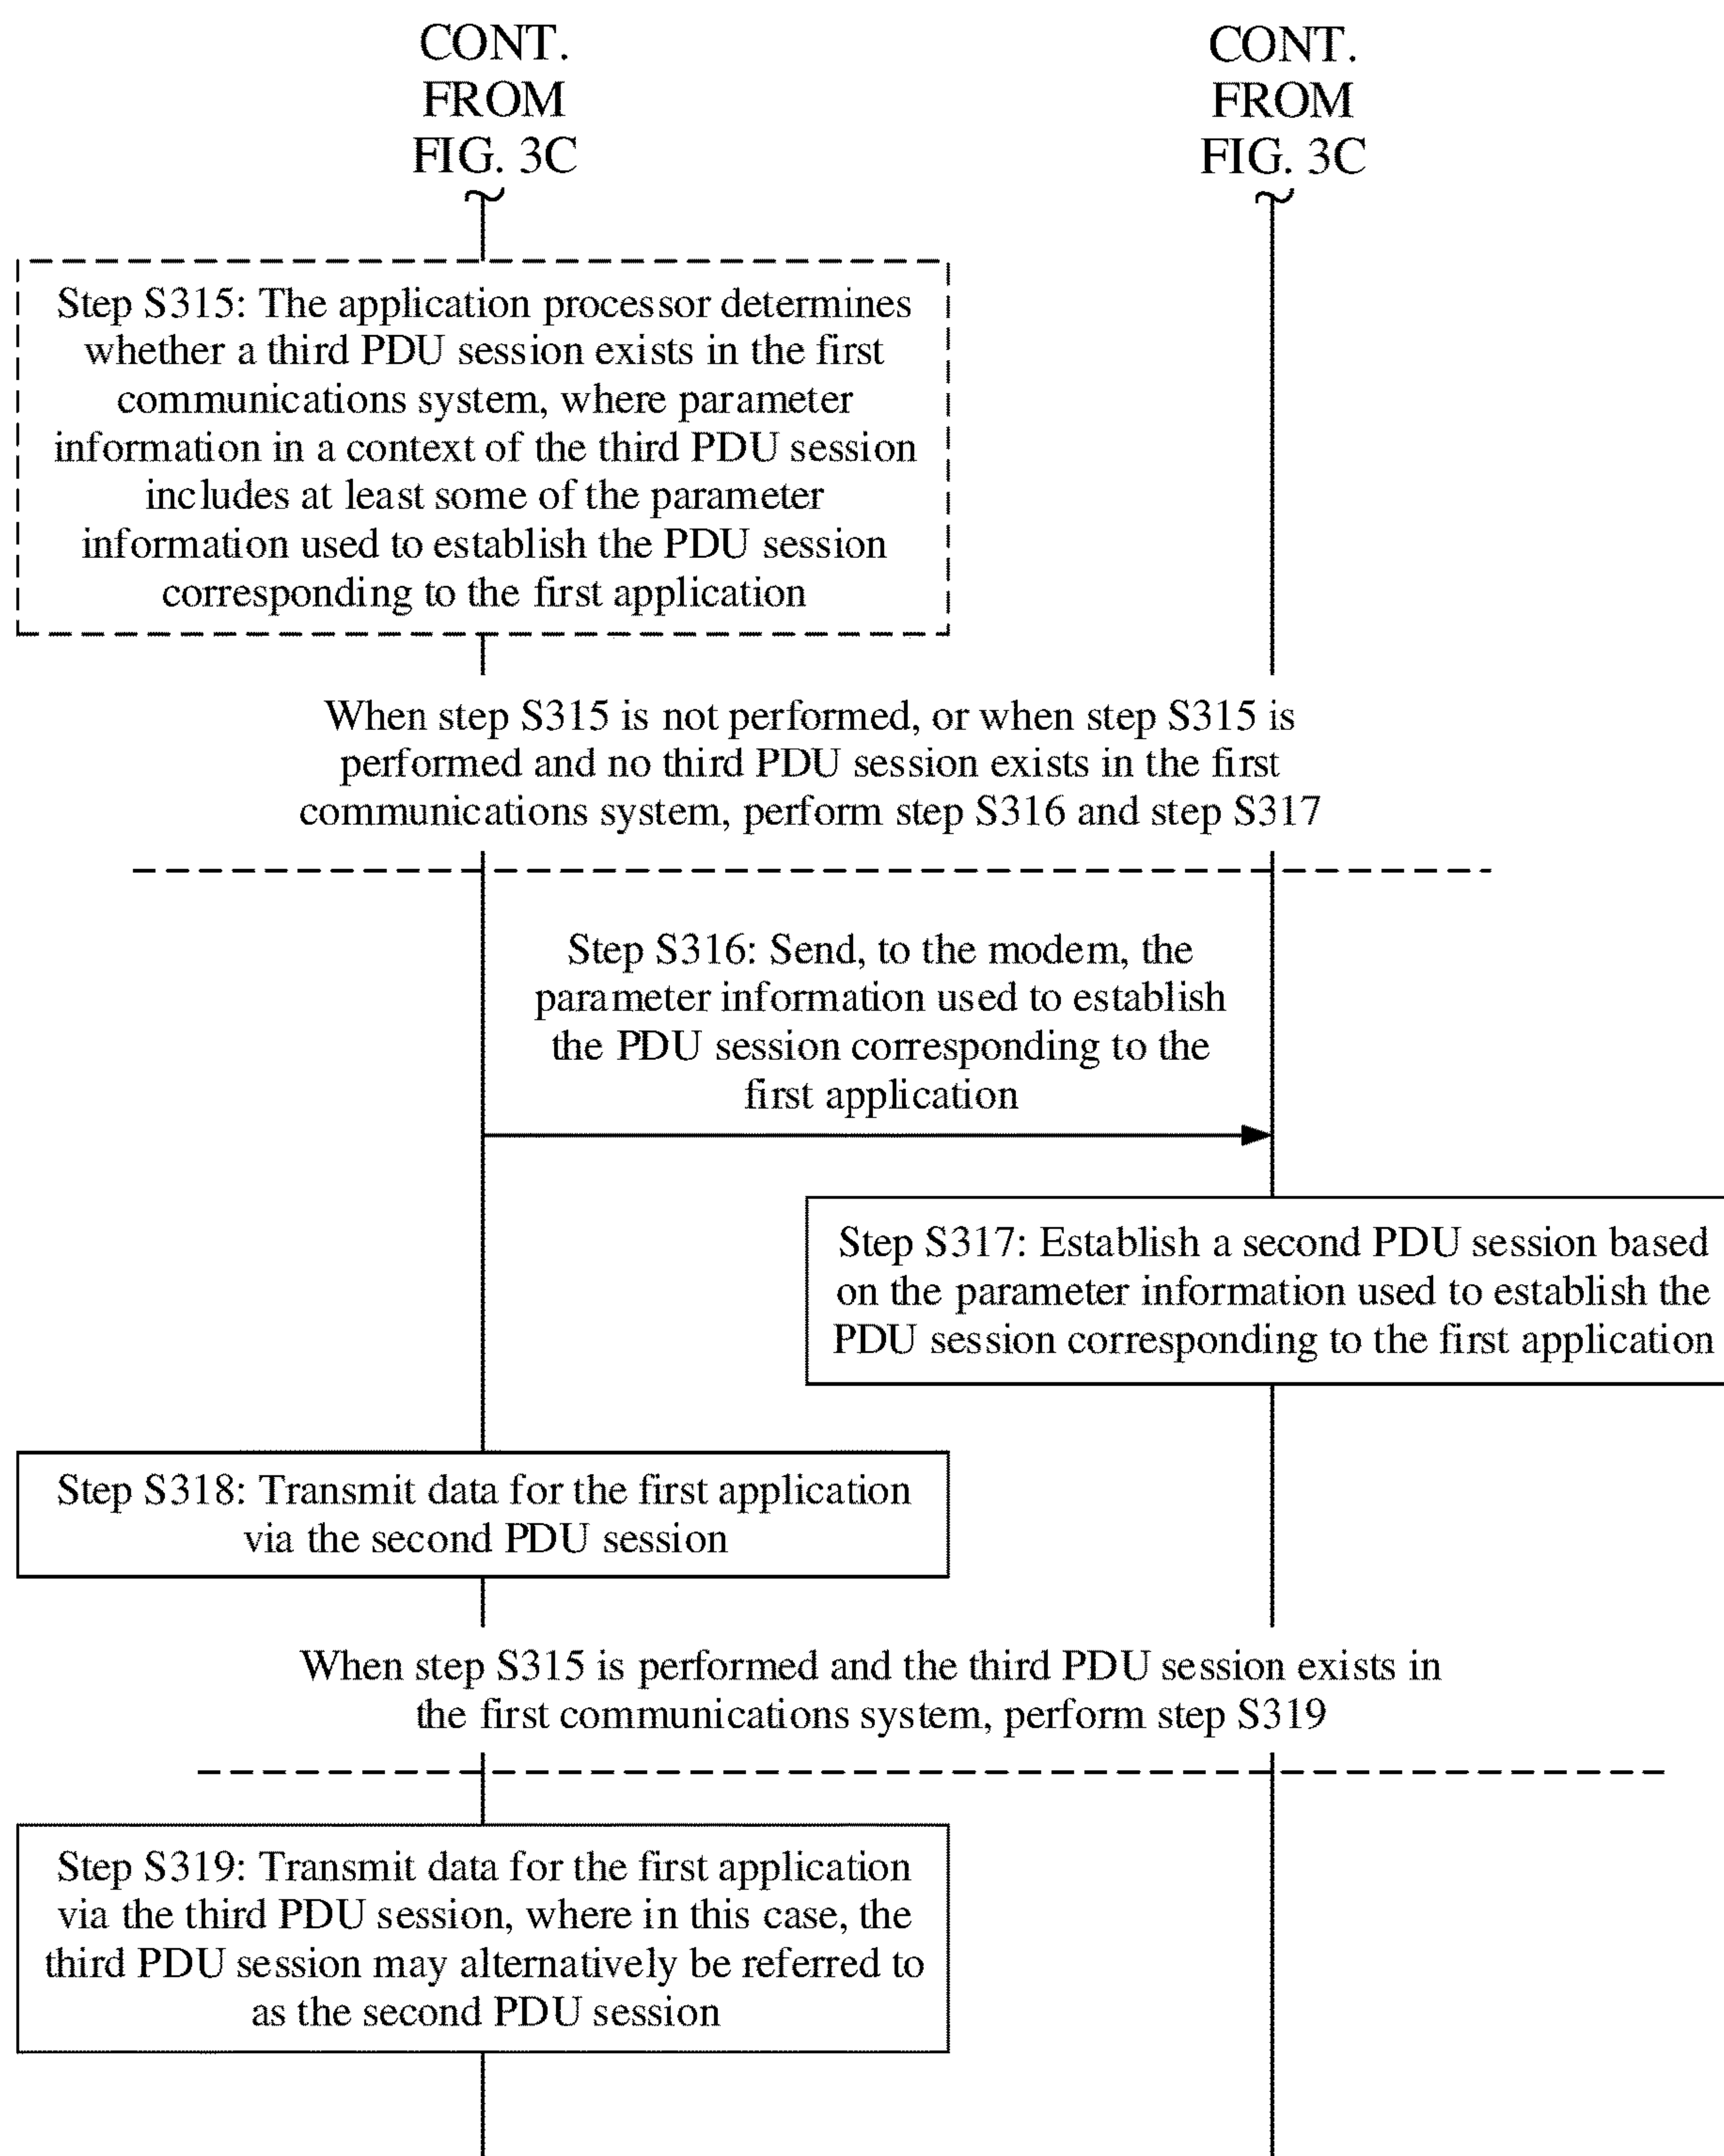 CONT.
FROM
FIG. 3C
CONT.
FROM
FIG. 3C
Step S315: The application processor determines
whether a third PDU session exists in the first
communications system, where parameter
information in a context of the third PDU session
includes at least some of the parameter
information used to establish the PDU session
corresponding to the first application
When step S315 is not performed, or when step S315 is
performed and no third PDU session exists in the first
communications system, perform step S316 and step S317
Step S316: Send, to the modem, the
parameter information used to establish
the PDU session corresponding to the
first application
Step S317: Establish a second PDU session based
on the parameter information used to establish the
PDU session corresponding to the first application
Step S318: Transmit data for the first application
via the second PDU session
When step S315 is performed and the third PDU session exists in
the first communications system, perform step S319
Step S319: Transmit data for the first application
via the third PDU session, where in this case, the
third PDU session may alternatively be referred to
as the second PDU session